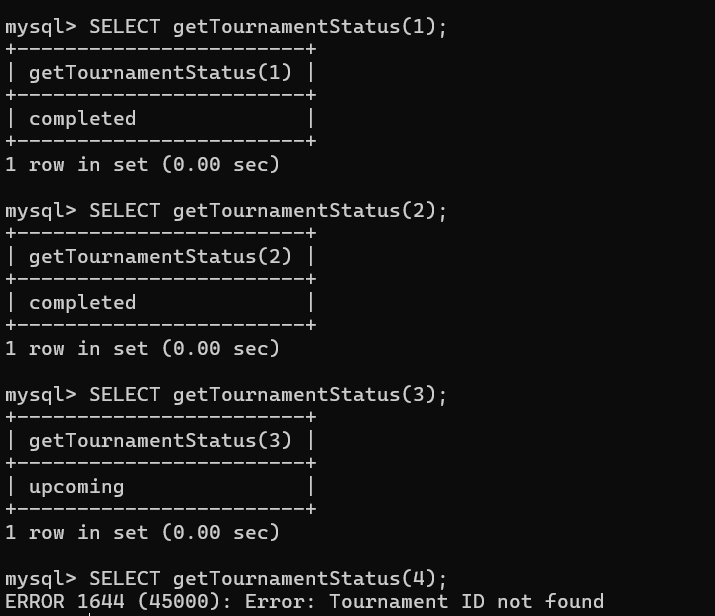 mysql> SELECT getTournamentStatus(1);
+------------------------+
| getTournamentStatus(1) |
+------------------------+
| completed              |
+------------------------+
1 row in set (0.00 sec)

mysql> SELECT getTournamentStatus(2);
+------------------------+
| getTournamentStatus(2) |
+------------------------+
| completed              |
+------------------------+
1 row in set (0.00 sec)

mysql> SELECT getTournamentStatus(3);
+------------------------+
| getTournamentStatus(3) |
+------------------------+
| upcoming               |
+------------------------+
1 row in set (0.00 sec)

mysql> SELECT getTournamentStatus(4);
ERROR 1644 (45000): Error: Tournament ID not found